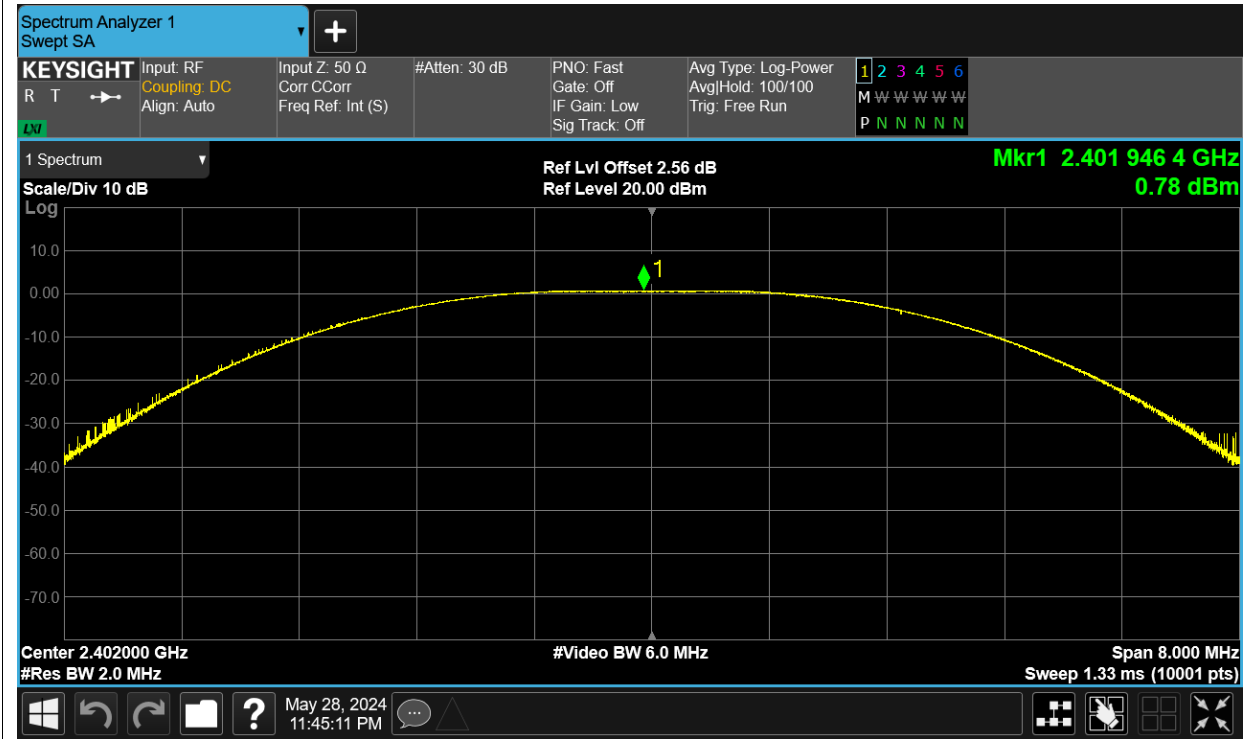 Spectrum Analyzer 1
Swept SA
▼
+
KEYSIGHT
R T
LXI
Input: RF
Coupling: DC
Align: Auto
Input Z: 50 Ω
Corr CCorr
Freq Ref: Int (S)
#Atten: 30 dB
PNO: Fast
Gate: Off
IF Gain: Low
Sig Track: Off
Avg Type: Log-Power
Avg|Hold: 100/100
Trig: Free Run
1 2 3 4 5 6
M W W W W W
P N N N N N
1 Spectrum
▼
Scale/Div 10 dB
Ref Lvl Offset 2.56 dB
Ref Level 20.00 dBm
Mkr1 2.401 946 4 GHz
0.78 dBm
Log
10.0
0.00
-10.0
-20.0
-30.0
-40.0
-50.0
-60.0
-70.0
1
Center 2.402000 GHz
#Video BW 6.0 MHz
Span 8.000 MHz
#Res BW 2.0 MHz
Sweep 1.33 ms (10001 pts)
?
May 28, 2024
11:45:11 PM